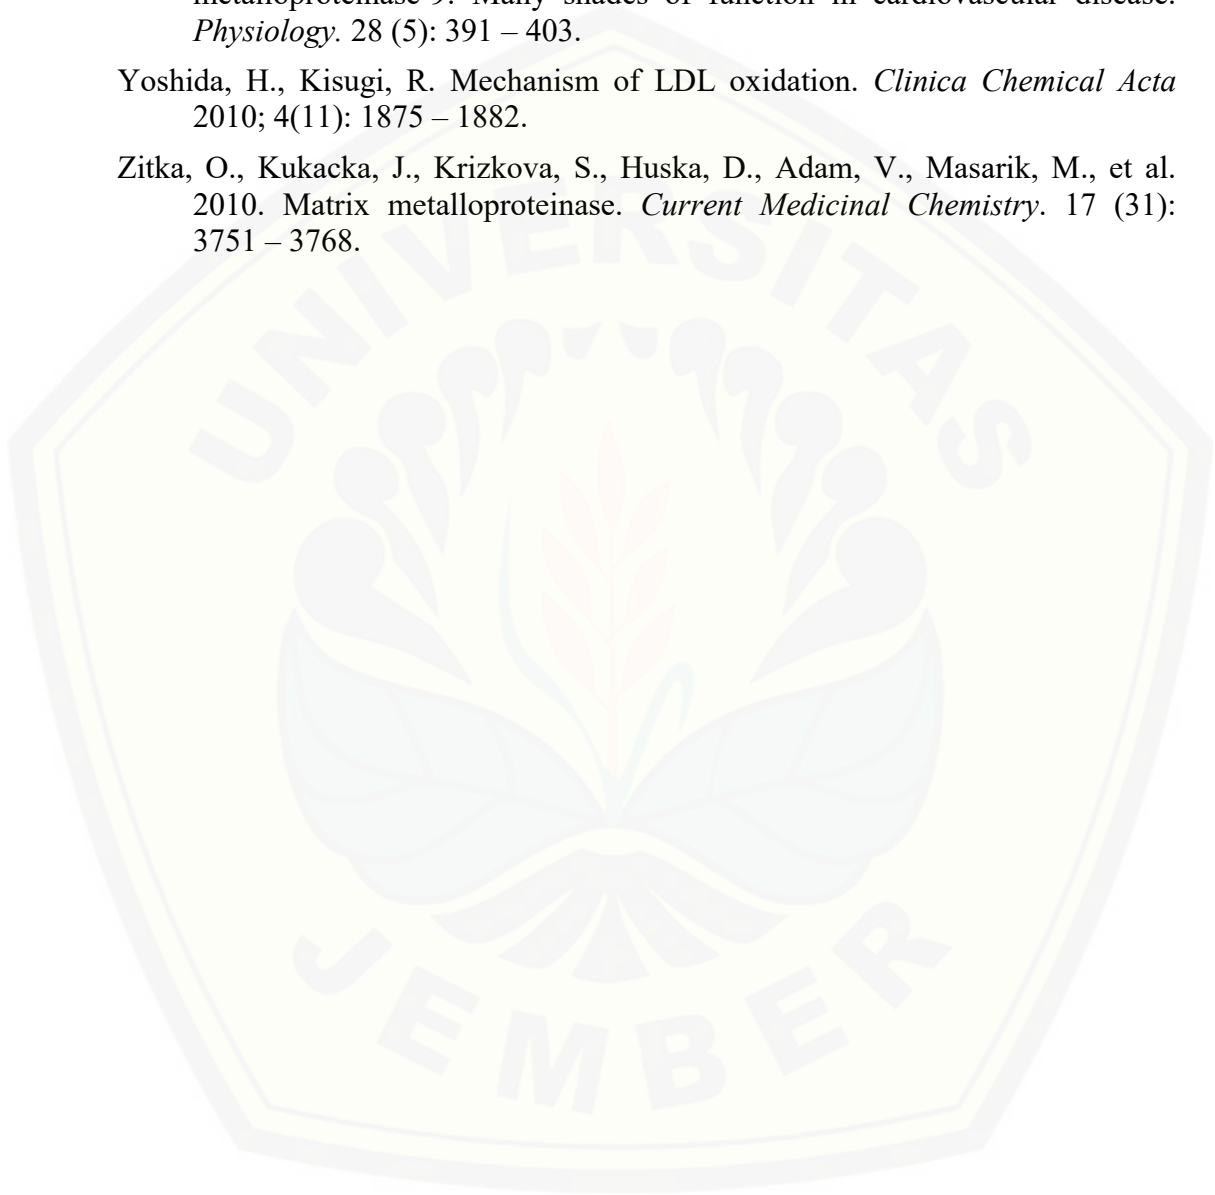 metalloproteinase-9: Many shades of function in cardiovascular disease.
Physiology. 28 (5): 391 – 403.
Yoshida, H., Kisugi, R. Mechanism of LDL oxidation. Clinica Chemical Acta
2010; 4(11): 1875 – 1882.
Zitka, O., Kukacka, J., Krizkova, S., Huska, D., Adam, V., Masarik, M., et al.
2010. Matrix metalloproteinase. Current Medicinal Chemistry. 17 (31):
3751 – 3768.
UNIVERSITAS
JEMBER